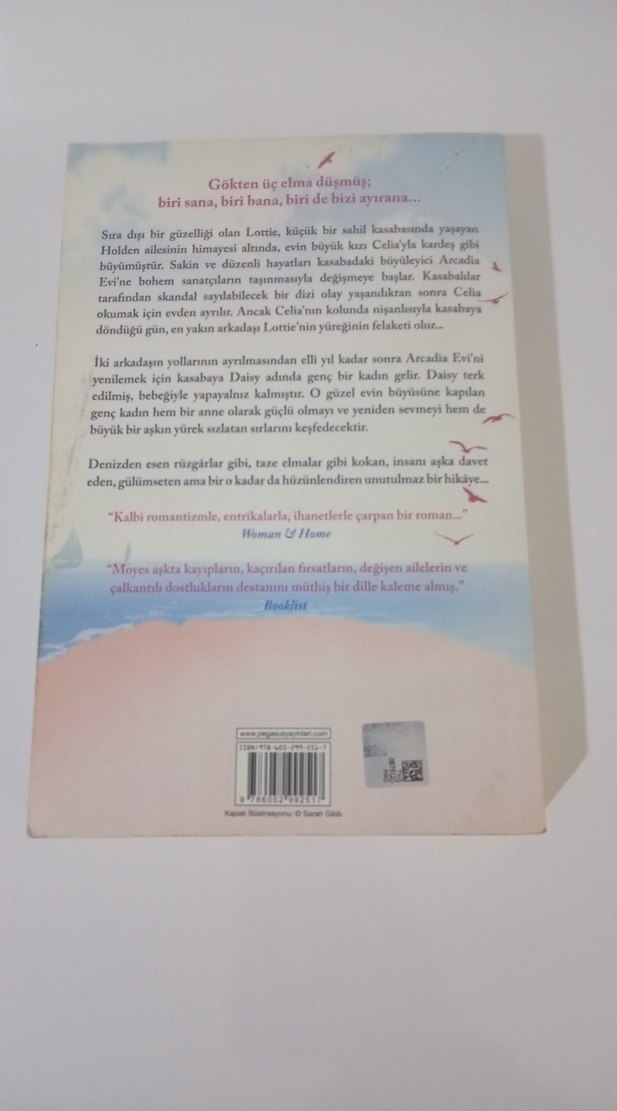 Gökten üç elma düşmüş;
biri sana, biri bana, biri de bizi ayırana...
Sıra dışı bir güzelliği olan Lottie, küçük bir sahil kasabasında yaşayan
Holden ailesinin himayesi altında, evin büyük kızı Celia'yla kardeş gibi
büyümüştür. Sakin ve düzenli hayatları kasabadaki büyüleyici Arcadia
Evi'ne bohem sanatçıların taşınmasıyla değişmeye başlar. Kasabalılar
tarafından skandal sayılabilecek bir dizi olay yaşandıktan sonra Celia
okumak için evden ayrılır. Ancak Celia'nın kolunda nişanlısıyla kasabaya
döndüğü gün, en yakın arkadaşı Lottie'nin yüreğinin felaketi olur...
İki arkadaşın yollarının ayrılmasından elli yıl kadar sonra Arcadia Evi'ni
yenilemek için kasabaya Daisy adında genç bir kadın gelir. Daisy terk
edilmiş, bebeğiyle yapayalnız kalmıştır. O güzel evin büyüsüne kapılan
genç kadın hem bir anne olarak güçlü olmayı ve yeniden sevmeyi hem de
büyük bir aşkın yürek sızlatan sırlarını keşfedecektir.
Denizden esen rüzgârlar gibi, taze elmalar gibi kokan, insanı aşka davet
eden, gülümseten ama bir o kadar da hüzünlendiren unutulmaz bir hikâye...
"Kalbi romantizmle, entrikalarla, ihanetlerle çarpan bir roman..."
Woman & Home
"Moyes aşkta kayıpların, kaçırılan fırsatların, değişen ailelerin ve
çalkantılı dostlukların destanını müthiş bir dille kaleme almış."
Booklist
www.pegasusyayinlari.com
ISBN: 978-605-299-251-7
9 786052 992517
Kapak İllüstrasyonu: © Sarah Gibb